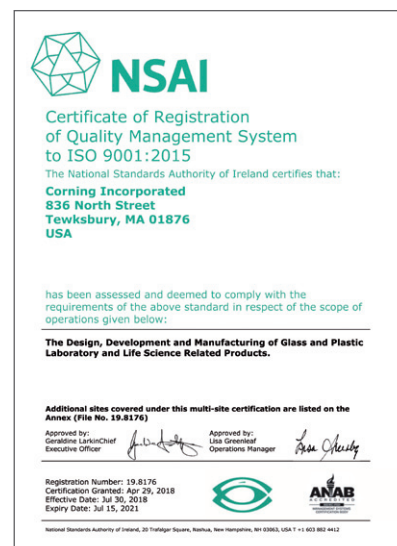 NSAI
Certificate of Registration
of Quality Management System
to ISO 9001:2015
The National Standards Authority of Ireland certifies that:
Corning Incorporated
836 North Street
Tewksbury, MA 01876
USA
has been assessed and deemed to comply with the
requirements of the above standard in respect of the scope of
operations given below:
The Design, Development and Manufacturing of Glass and Plastic
Laboratory and Life Science Related Products.
Additional sites covered under this multi-site certification are listed on the
Annex (File No. 19.8176)
Approved by:
Geraldine LarkinChief
Executive Officer
Approved by:
Lisa Greenleaf
Operations Manager
Registration Number: 19.8176
Certification Granted: Apr 29, 2018
Effective Date: Jul 30, 2018
Expiry Date: Jul 15, 2021
ANAB
ACCREDITED
National Standards Authority of Ireland, 20 Trafalgar Square, Nashua, New Hampshire, NH 03063, USA T +1 603 882 4412